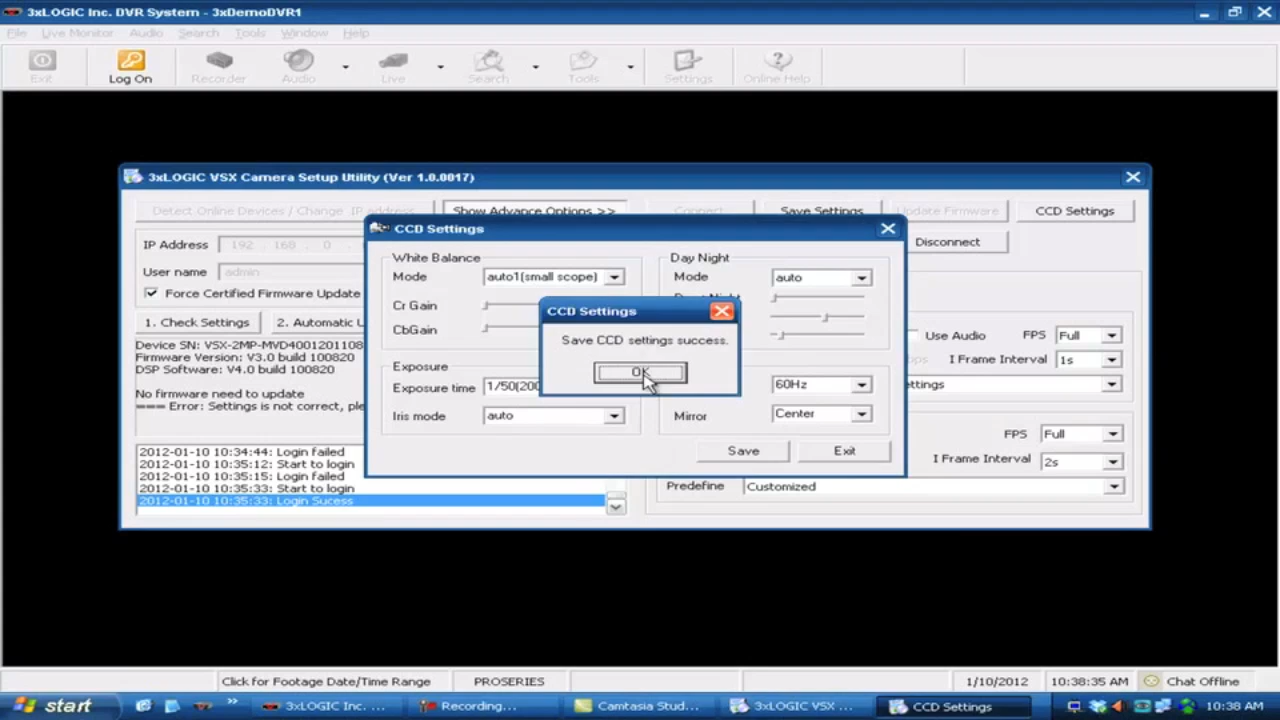 3xLOGIC Inc. DVR System - 3xDemoDVR1
File Live Monitor Audio Search Tools Window Help
Exit Log On Recorder Audio Live Search Tools Settings Online Help
3xLOGIC VSX Camera Setup Utility (Ver 1.0.0017)
Detect Online Devices / Change IP address Show Advance Options >> Connect Save Settings Update Firmware CCD Settings
IP Address 192 . 168 . 0 Disconnect
User name admin
Force Certified Firmware Update
1. Check Settings 2. Automatic U
Device SN: VSX-2MP-MVD4001201108
Firmware Version: V3.0 build 100820
DSP Software: V4.0 build 100820
No firmware need to update
=== Error: Settings is not correct, ple
2012-01-10 10:34:44: Login failed
2012-01-10 10:35:12: Start to login
2012-01-10 10:35:15: Login failed
2012-01-10 10:35:33: Start to login
2012-01-10 10:35:33: Login Sucess
CCD Settings
White Balance
Mode auto1(small scope)
Cr Gain
CbGain
Exposure
Exposure time 1/50(200
Iris mode auto
Day Night
Mode auto
60Hz
Mirror Center
Save Exit
CCD Settings
Save CCD settings success.
Use Audio FPS Full
I Frame Interval 1s
ettings
FPS Full
I Frame Interval 2s
Predefine Customized
Click for Footage Date/Time Range PROSERIES 1/10/2012 10:38:35 AM Chat Offline
start 3xLOGIC Inc. ... Recording... Camtasia Stud... 3xLOGIC VSX ... CCD Settings 10:38 AM